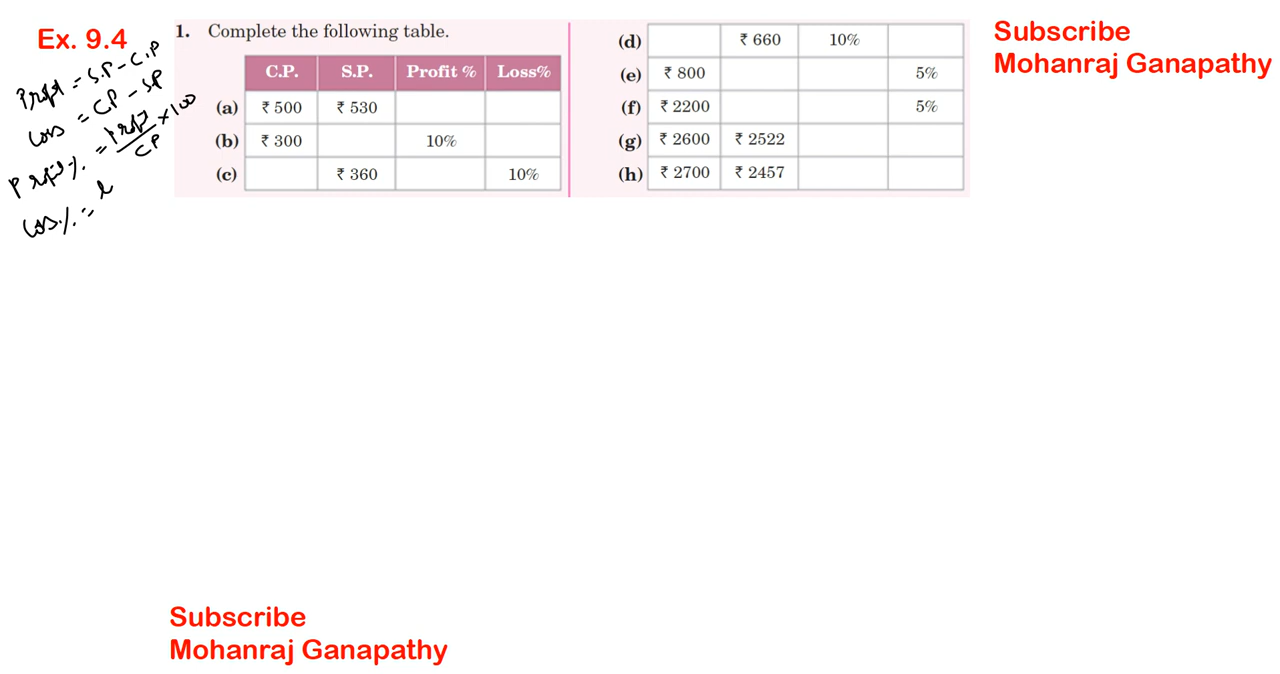 Ex. 9.4
Profit = S.P - C.P
Loss = CP - SP
Profit % = Profit/CP × 100
Loss % = l
1. Complete the following table.
C.P. S.P. Profit % Loss%
(a) ₹ 500 ₹ 530
(b) ₹ 300 10%
(c) ₹ 360 10%
(d) ₹ 660 10%
(e) ₹ 800 5%
(f) ₹ 2200 5%
(g) ₹ 2600 ₹ 2522
(h) ₹ 2700 ₹ 2457
Subscribe
Mohanraj Ganapathy
Subscribe
Mohanraj Ganapathy